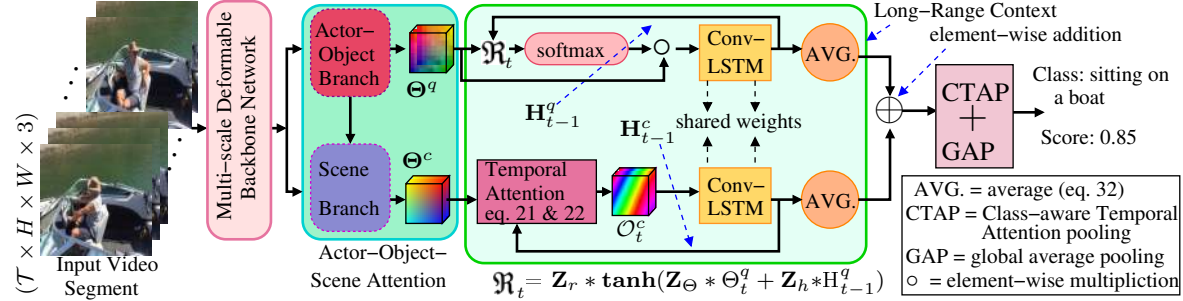 (𝒯 × H × W × 3)
Input Video
Segment
Multi−scale Deformable
Backbone Network
Actor−
Object
Branch
Θ^q
Scene
Branch
Θ^c
Actor−Object−
Scene Attention
ℜ_t
softmax
H^q_{t−1}
Conv−
LSTM
AVG.
shared weights
H^c_{t−1}
Temporal
Attention
eq. 21 & 22
𝒪^c_t
Conv−
LSTM
AVG.
ℜ_t = Z_r ∗ tanh(Z_Θ ∗ Θ^q_t + Z_h∗H^q_{t−1})
Long−Range Context
element−wise addition
CTAP
+
GAP
Class: sitting on
a boat
Score: 0.85
AVG. = average (eq. 32)
CTAP = Class−aware Temporal
Attention pooling
GAP = global average pooling
○ = element−wise multipliction